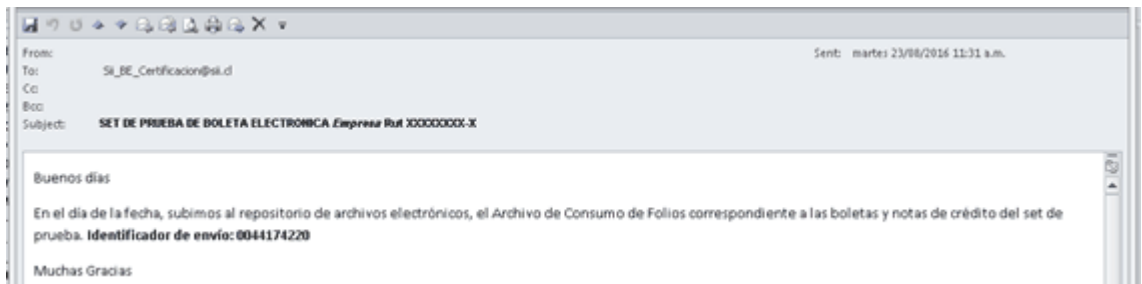 From:
Sent: martes 23/08/2016 11:31 a.m.
To: Sii_BE_Certificacion@sii.cl
Cc:
Bcc:
Subject: SET DE PRUEBA DE BOLETA ELECTRONICA Empresa Rut XXXXXXXX-X
Buenos días
En el día de la fecha, subimos al repositorio de archivos electrónicos, el Archivo de Consumo de Folios correspondiente a las boletas y notas de crédito del set de
prueba. Identificador de envío: 0044174220
Muchas Gracias